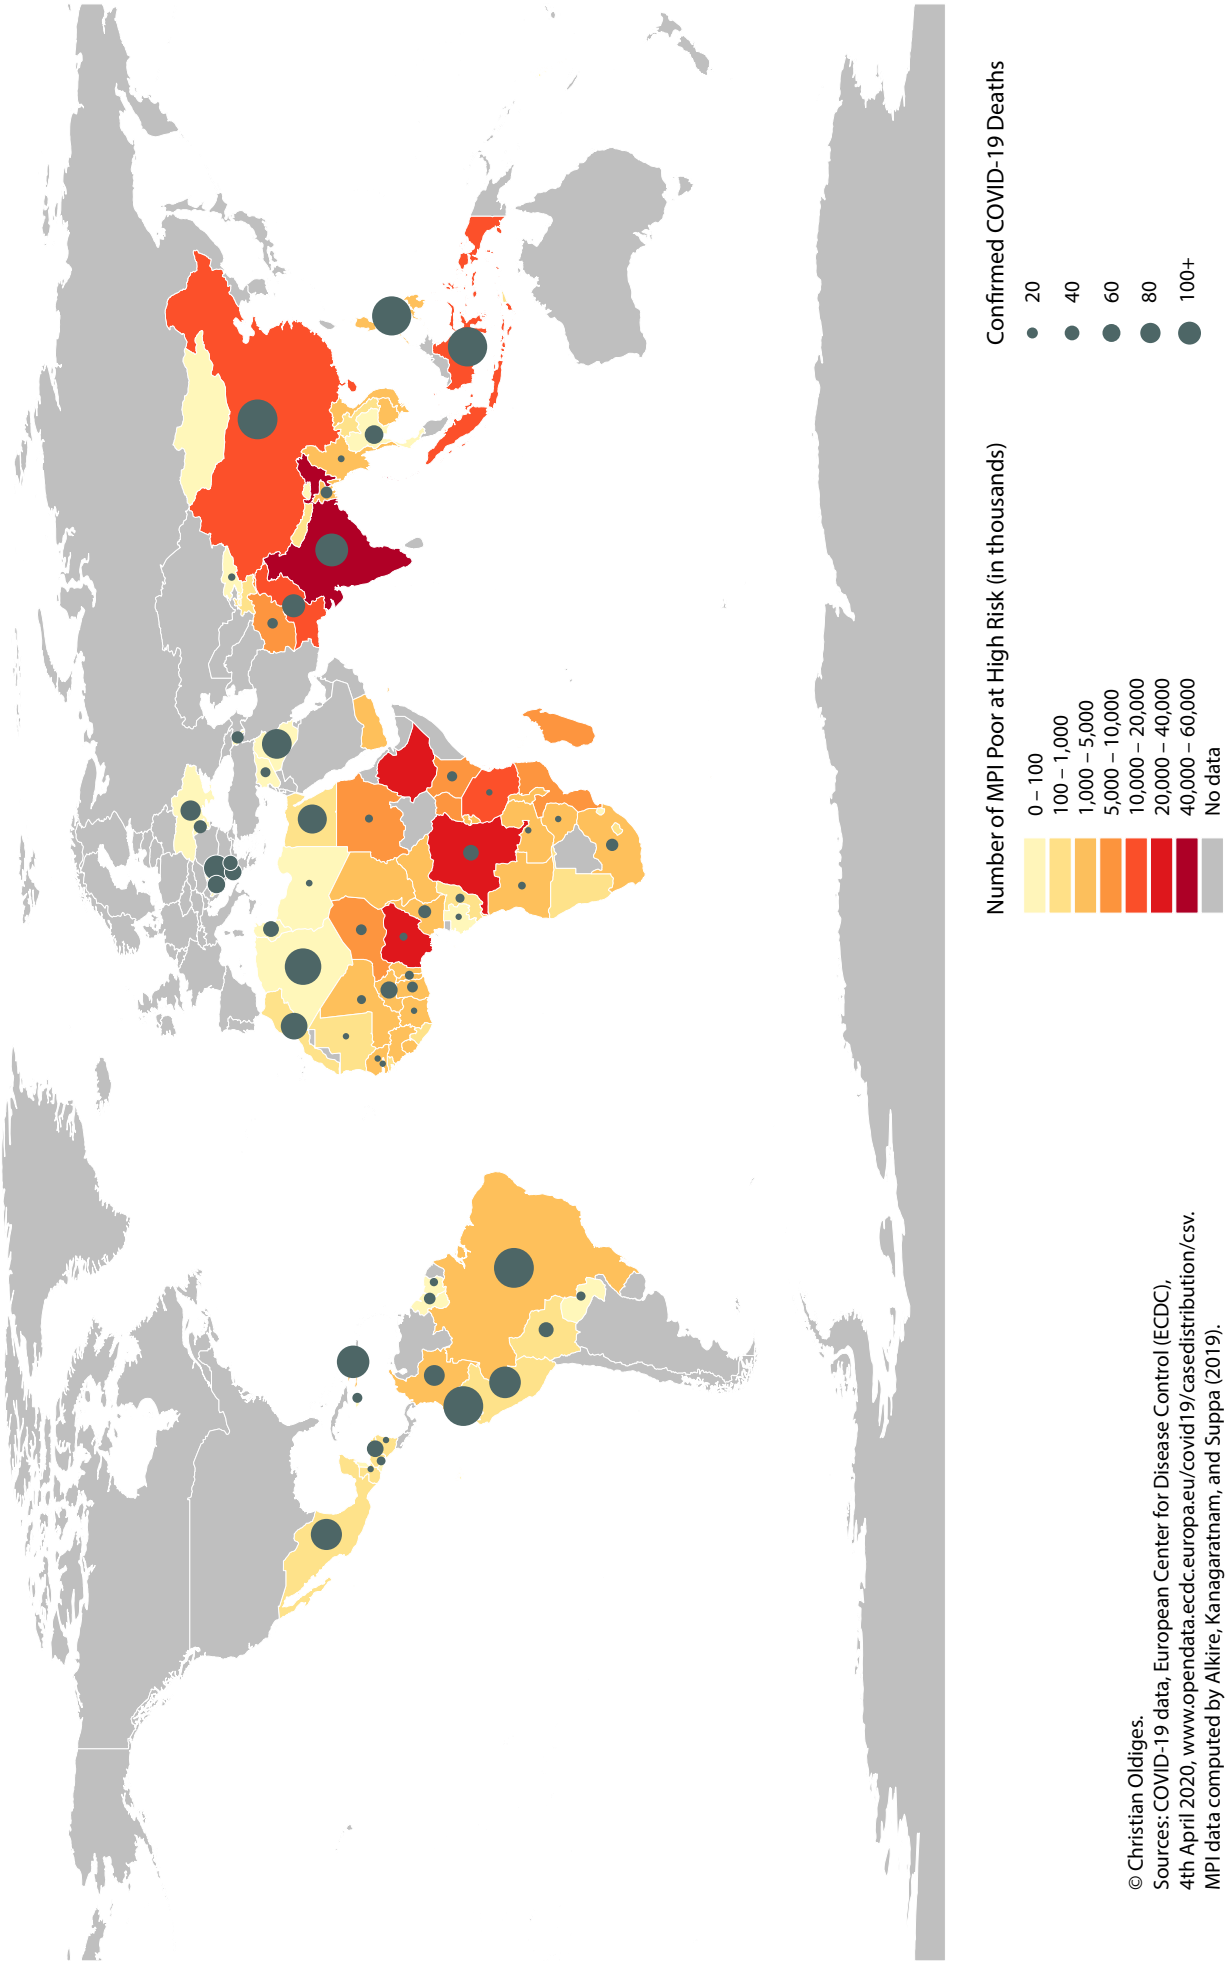 Number of MPI Poor at High Risk (in thousands)
0 – 100
100 – 1,000
1,000 – 5,000
5,000 – 10,000
10,000 – 20,000
20,000 – 40,000
40,000 – 60,000
No data
Confirmed COVID-19 Deaths
20
40
60
80
100+
© Christian Oldiges.
Sources: COVID-19 data, European Center for Disease Control (ECDC),
4th April 2020, www.opendata.ecdc.europa.eu/covid19/casedistribution/csv.
MPI data computed by Alkire, Kanagaratnam, and Suppa (2019).